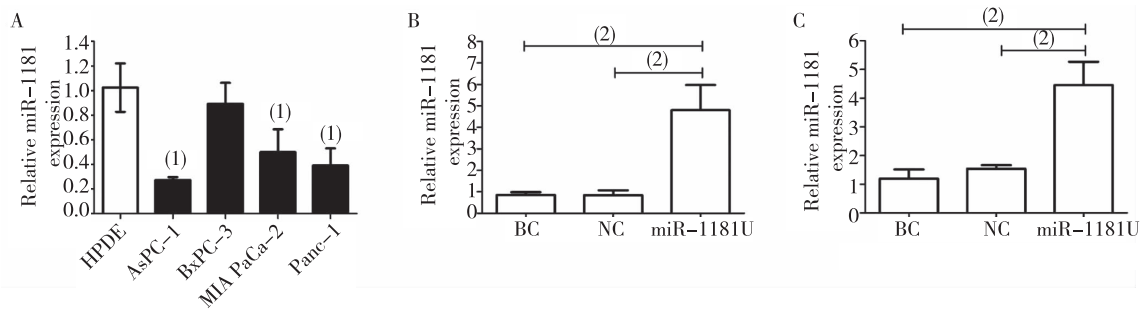 A
Relative miR-1181
expression
1.4
1.2
1.0
0.8
0.6
0.4
0.2
0.0
(1)
(1)
(1)
HPDE
AsPC-1
BxPC-3
MIA PaCa-2
Panc-1
B
Relative miR-1181
expression
8
7
6
5
4
3
2
1
0
(2)
(2)
BC
NC
miR-1181U
C
Relative miR-1181
expression
6
5
4
3
2
1
0
(2)
(2)
BC
NC
miR-1181U